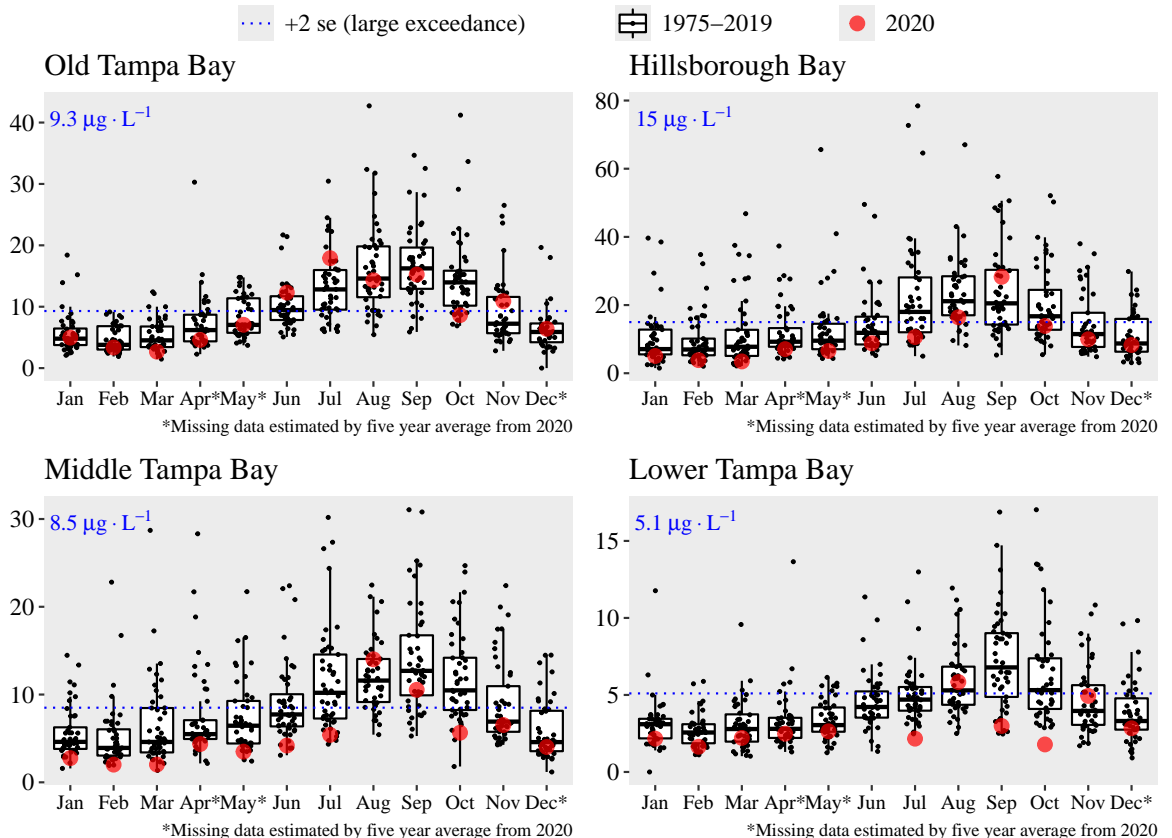 +2 se (large exceedance) 1975–2019 2020
Old Tampa Bay
9.3 μg · L⁻¹
40
30
20
10
0
Jan Feb Mar Apr* May* Jun Jul Aug Sep Oct Nov Dec*
*Missing data estimated by five year average from 2020
Hillsborough Bay
15 μg · L⁻¹
80
60
40
20
0
Jan Feb Mar Apr* May* Jun Jul Aug Sep Oct Nov Dec*
*Missing data estimated by five year average from 2020
Middle Tampa Bay
8.5 μg · L⁻¹
30
20
10
0
Jan Feb Mar Apr* May* Jun Jul Aug Sep Oct Nov Dec*
*Missing data estimated by five year average from 2020
Lower Tampa Bay
5.1 μg · L⁻¹
15
10
5
0
Jan Feb Mar Apr* May* Jun Jul Aug Sep Oct Nov Dec*
*Missing data estimated by five year average from 2020